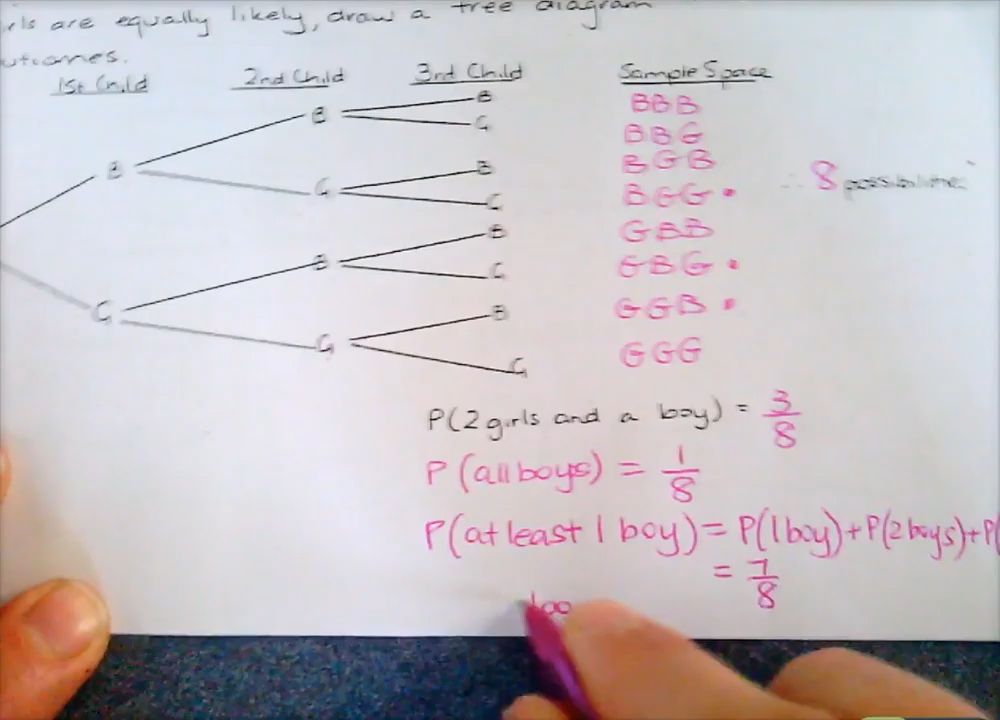 irls are equally likely, draw a tree diagram
utcomes.
1st Child 2nd Child 3rd Child Sample Space
B B B BBB
G BBG
B BGB
G G BGG
∴ 8 possibilities
B GBB
G B G GBG
B GGB
G G GGG
P(2 girls and a boy) = 3/8
P(all boys) = 1/8
P(at least 1 boy) = P(1 boy) + P(2 boys) + P(
= 7/8